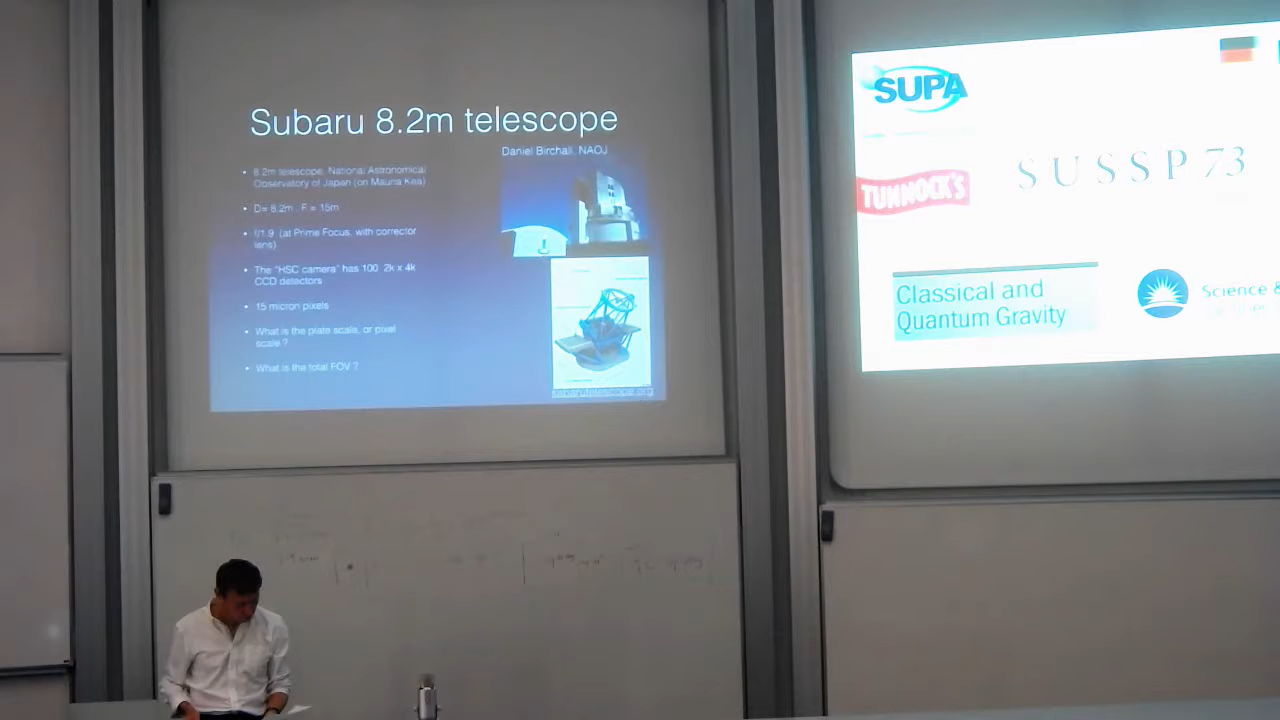 Subaru 8.2m telescope
Daniel Birchall, NAOJ
• 8.2m telescope, National Astronomical
Observatory of Japan (on Mauna Kea)
• D= 8.2m F = 15m
• f/1.9 (at Prime Focus, with corrector
lens)
• The "HSC camera" has 100 2k x 4k
CCD detectors
• 15 micron pixels
• What is the plate scale, or pixel
scale ?
• What is the total FOV ?
subarutelescope.org
SUPA
SUSSP 73
TUNNOCK'S
Classical and
Quantum Gravity
Science &